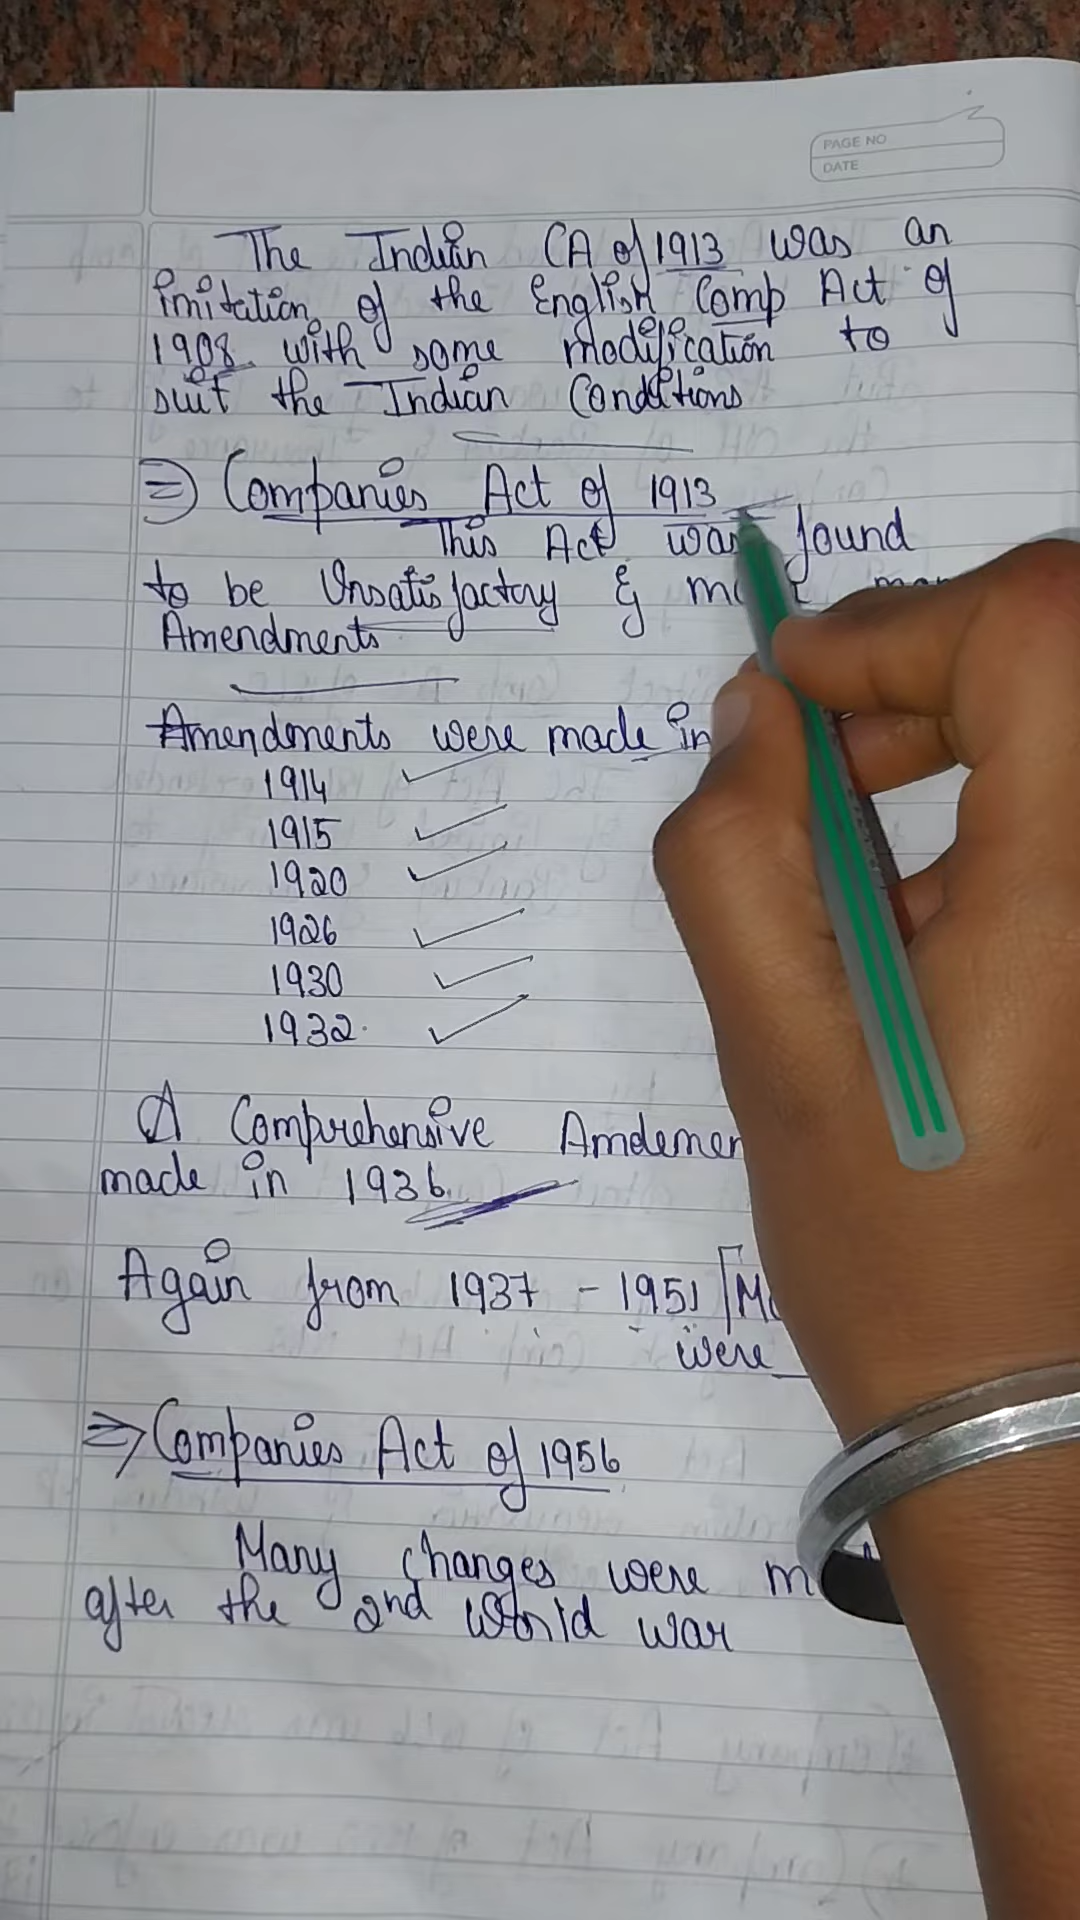 PAGE NO
DATE
The Indian CA of 1913 was an
imitation of the English Comp Act of
1908 with some modification to
suit the Indian Conditions
=) Companies Act of 1913
This Act was found
to be Unsatisfactory &
Amendments
Amendments were made in
1914
1915
1920
1926
1930
1932.
A Comprehensive
made in 1936
Again from 1937 - 1951
were
=> Companies Act of 1956
Many changes were
after the 2nd World war